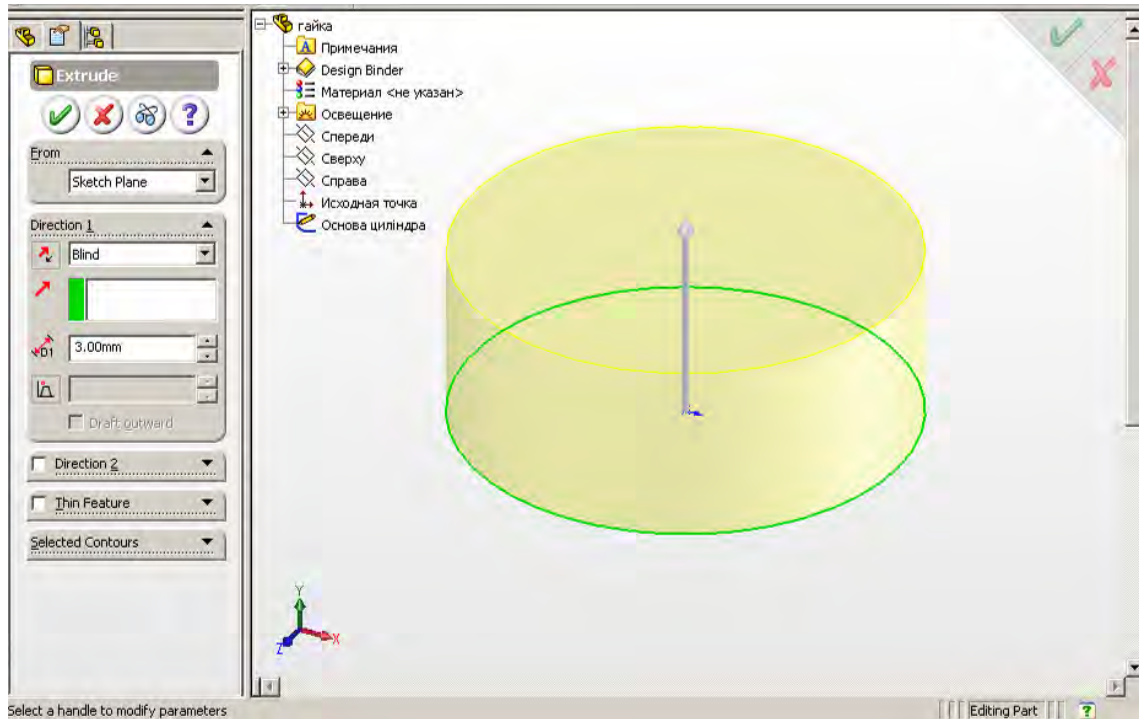 Extrude
From
Sketch Plane
Direction 1
Blind
D1
3.00mm
Draft outward
Direction 2
Thin Feature
Selected Contours
гайка
Примечания
Design Binder
Материал <не указан>
Освещение
Спереди
Сверху
Справа
Исходная точка
Основа циліндра
Y
X
Z
Select a handle to modify parameters
Editing Part